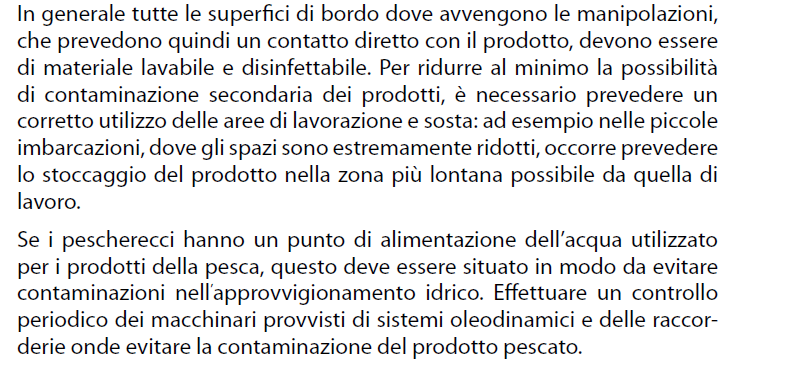 In generale tutte le superfici di bordo dove avvengono le manipolazioni,
che prevedono quindi un contatto diretto con il prodotto, devono essere
di materiale lavabile e disinfettabile. Per ridurre al minimo la possibilità
di contaminazione secondaria dei prodotti, è necessario prevedere un
corretto utilizzo delle aree di lavorazione e sosta: ad esempio nelle piccole
imbarcazioni, dove gli spazi sono estremamente ridotti, occorre prevedere
lo stoccaggio del prodotto nella zona più lontana possibile da quella di
lavoro.
Se i pescherecci hanno un punto di alimentazione dell’acqua utilizzato
per i prodotti della pesca, questo deve essere situato in modo da evitare
contaminazioni nell'approvvigionamento idrico. Effettuare un controllo
periodico dei macchinari provvisti di sistemi oleodinamici e delle raccor-
derie onde evitare la contaminazione del prodotto pescato.